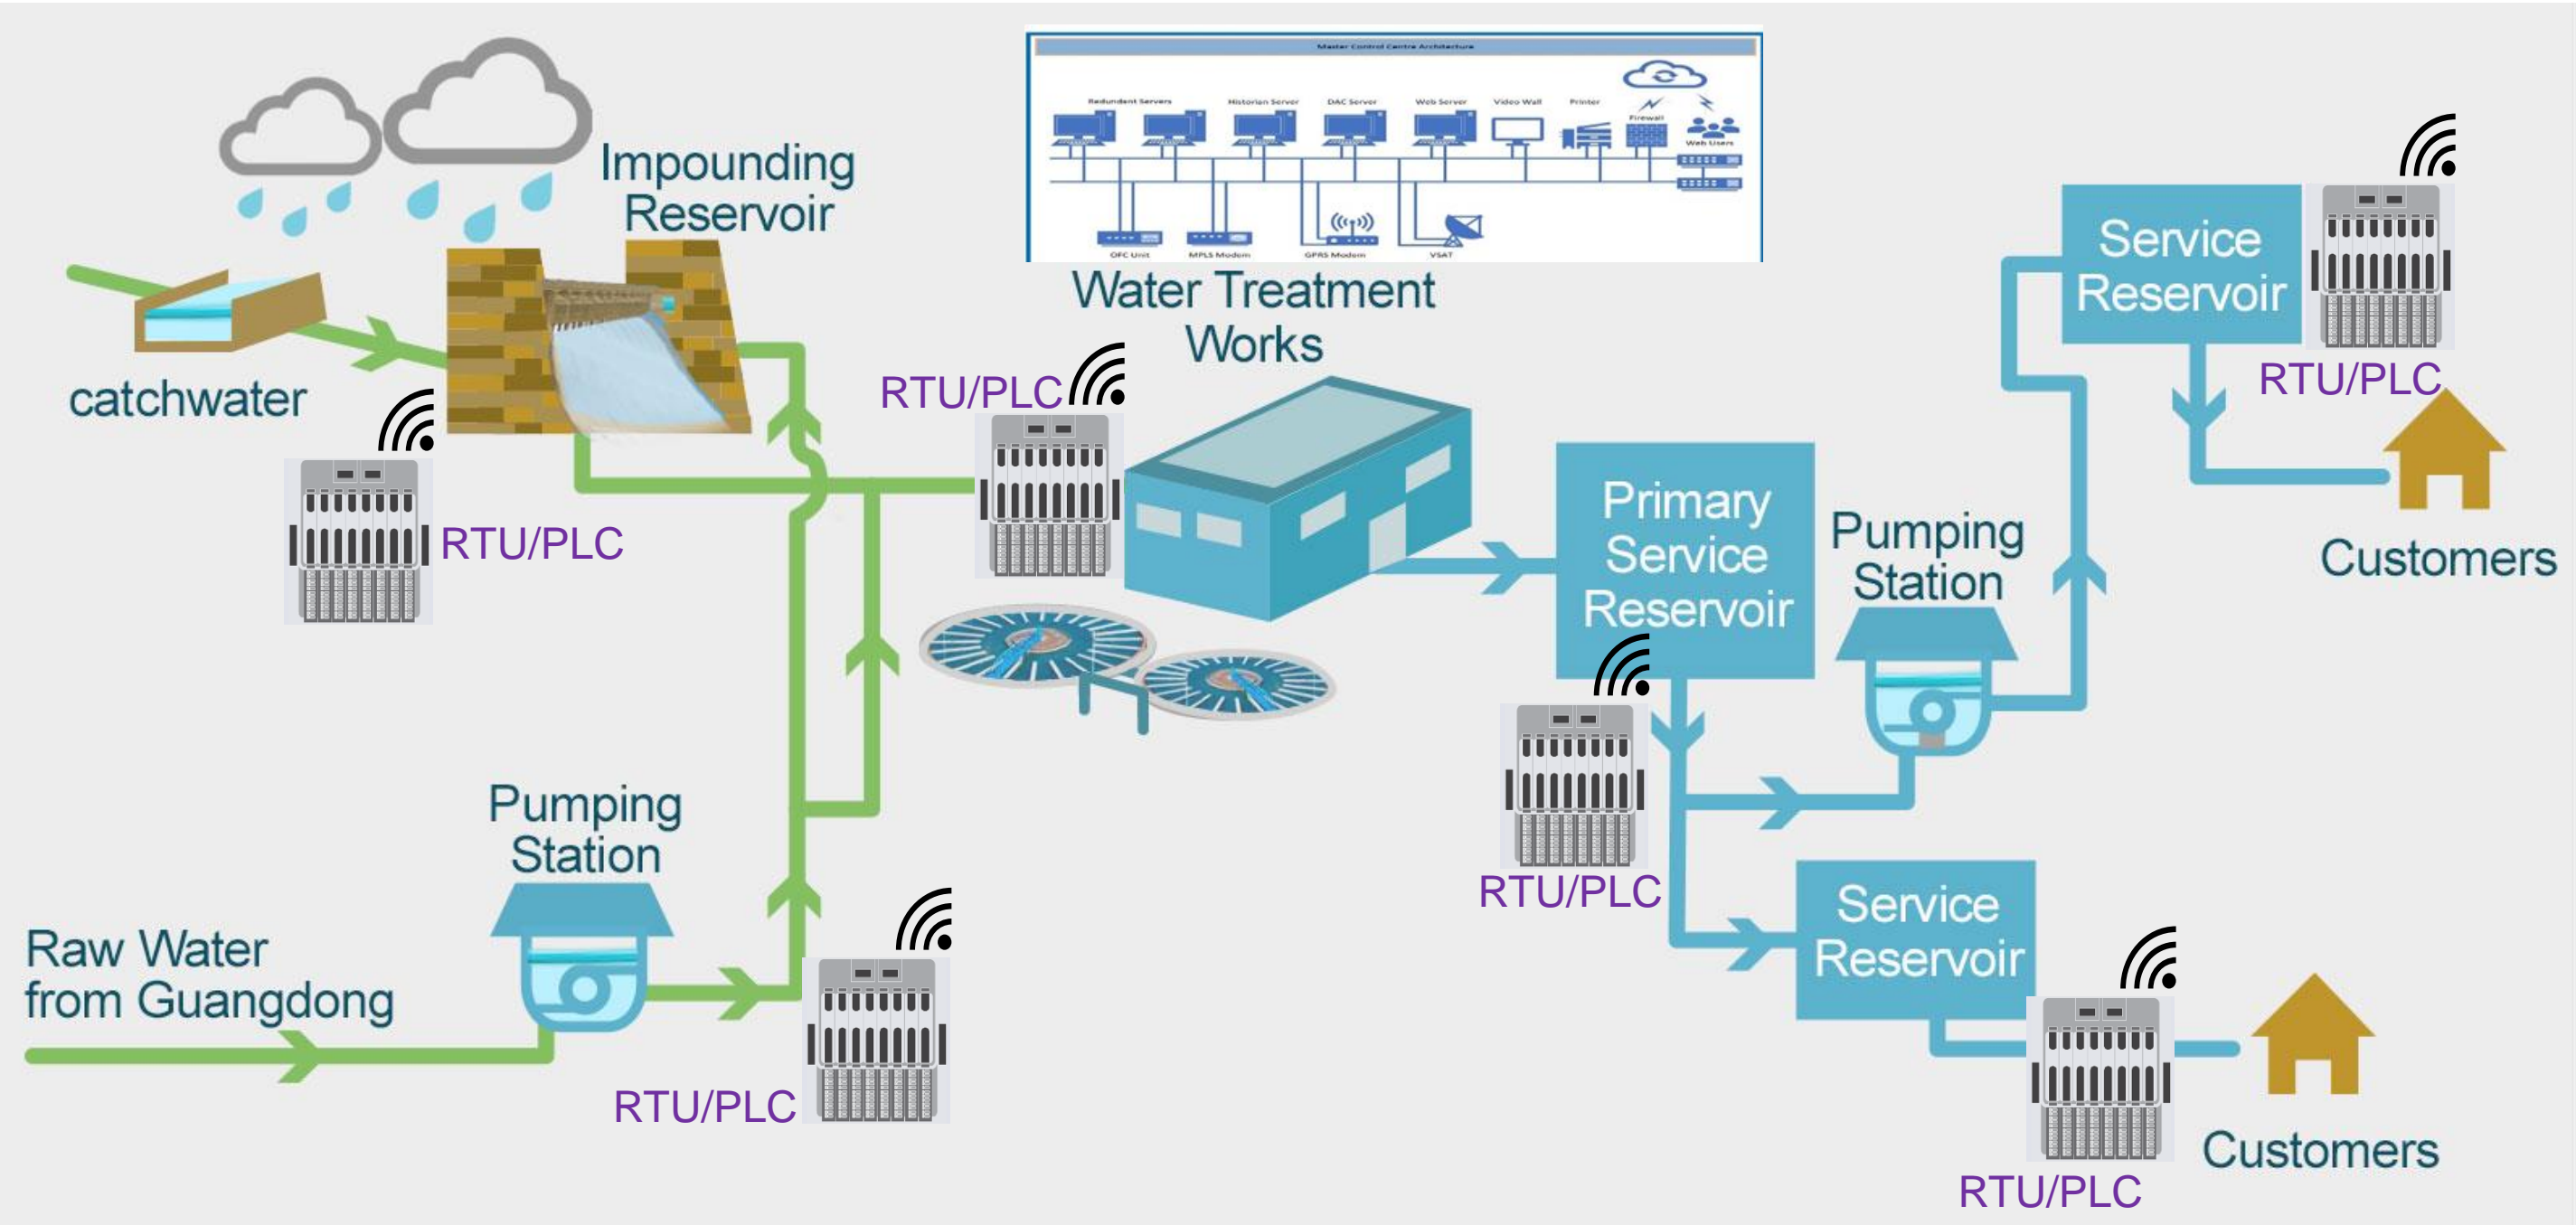 Master Control Centre Architecture
Redundant Servers
Historian Server
DAC Server
Web Server
Video Wall
Printer
Firewall
Web Users
OFC Unit
MPLS Modem
GPRS Modem
VSAT
Impounding
Reservoir
catchwater
RTU/PLC
Water Treatment
Works
RTU/PLC
Service
Reservoir
RTU/PLC
Customers
Primary
Service
Reservoir
Pumping
Station
RTU/PLC
Pumping
Station
Raw Water
from Guangdong
RTU/PLC
Service
Reservoir
RTU/PLC
Customers